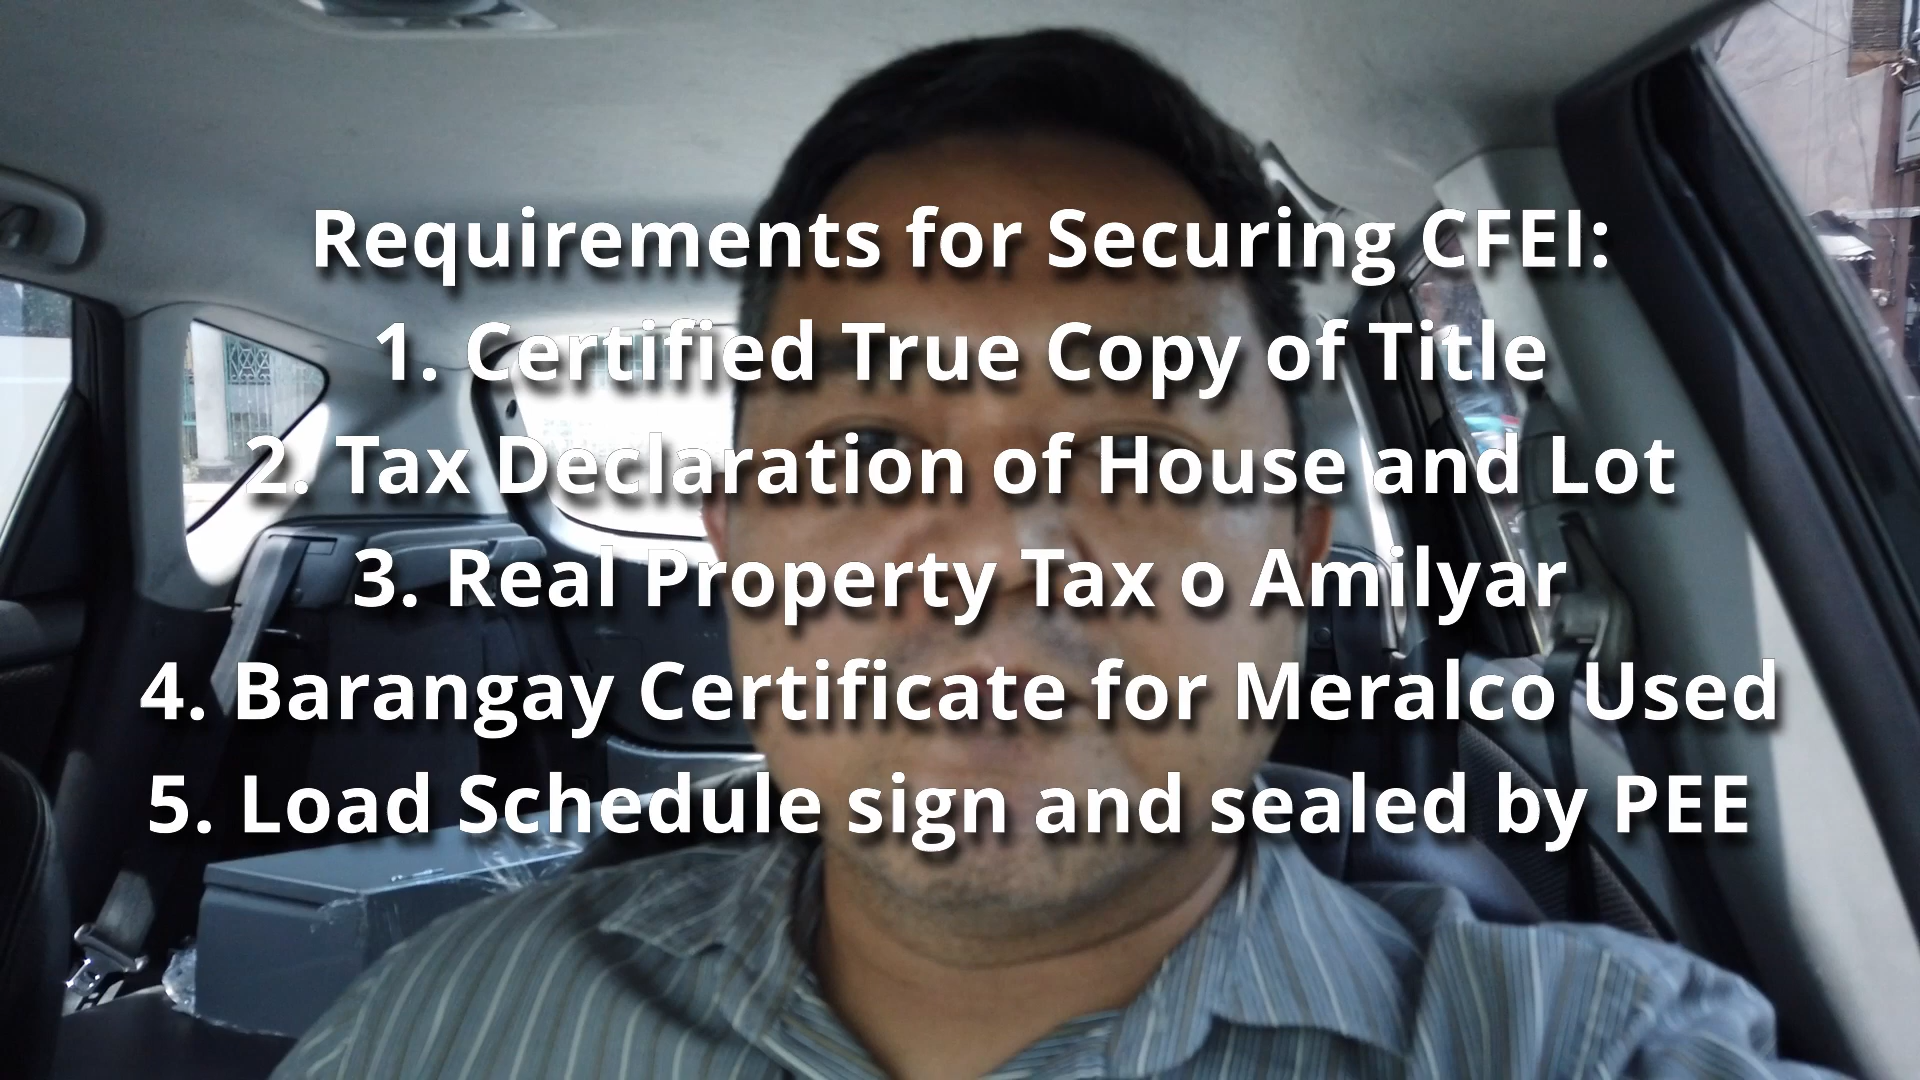 Requirements for Securing CFEI:
1. Certified True Copy of Title
2. Tax Declaration of House and Lot
3. Real Property Tax o Amilyar
4. Barangay Certificate for Meralco Used
5. Load Schedule sign and sealed by PEE